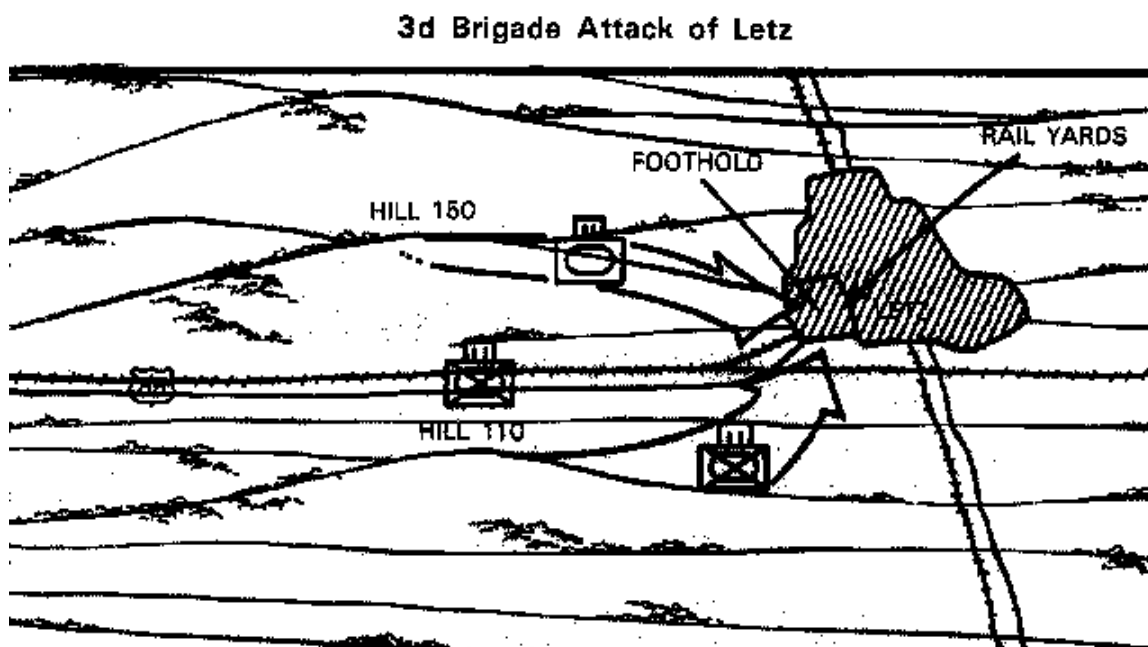 3d Brigade Attack of Letz
RAIL YARDS
FOOTHOLD
HILL 150
HILL 110